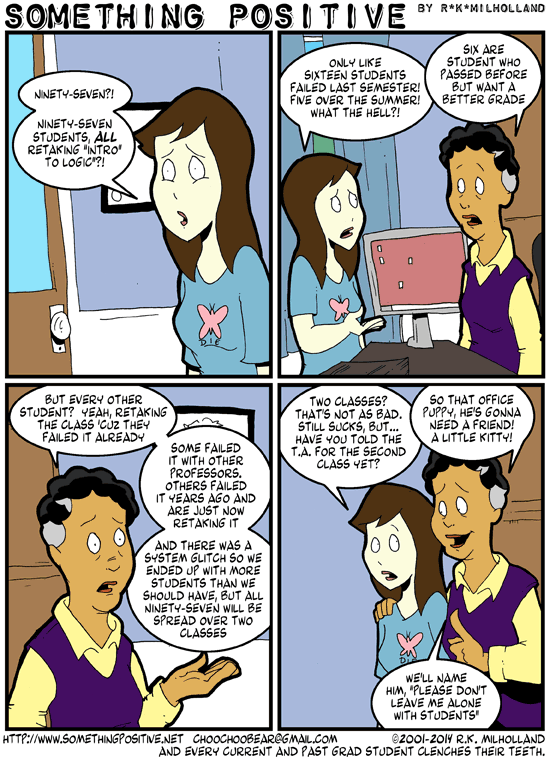 SOMETHING POSITIVE BY R*K*MILHOLLAND
NINETY-SEVEN?!
NINETY-SEVEN
STUDENTS, ALL
RETAKING "INTRO
TO LOGIC"?!
DIE
ONLY LIKE
SIXTEEN STUDENTS
FAILED LAST SEMESTER!
FIVE OVER THE SUMMER!
WHAT THE HELL?!
SIX ARE
STUDENT WHO
PASSED BEFORE
BUT WANT A
BETTER GRADE
DIE
BUT EVERY OTHER
STUDENT? YEAH, RETAKING
THE CLASS 'CUZ THEY
FAILED IT ALREADY
SOME FAILED
IT WITH OTHER
PROFESSORS.
OTHERS FAILED
IT YEARS AGO AND
ARE JUST NOW
RETAKING IT
AND THERE WAS A
SYSTEM GLITCH SO WE
ENDED UP WITH MORE
STUDENTS THAN WE
SHOULD HAVE, BUT ALL
NINETY-SEVEN WILL BE
SPREAD OVER TWO
CLASSES
TWO CLASSES?
THAT'S NOT AS BAD.
STILL SUCKS, BUT...
HAVE YOU TOLD THE
T.A. FOR THE SECOND
CLASS YET?
SO THAT OFFICE
PUPPY, HE'S GONNA
NEED A FRIEND!
A LITTLE KITTY!
DIE
WE'LL NAME
HIM, "PLEASE DON'T
LEAVE ME ALONE
WITH STUDENTS"
HTTP://WWW.SOMETHINGPOSITIVE.NET CHOOCHOOBEAR@GMAIL.COM ©2001-2014 R.K. MILHOLLAND
AND EVERY CURRENT AND PAST GRAD STUDENT CLENCHES THEIR TEETH.